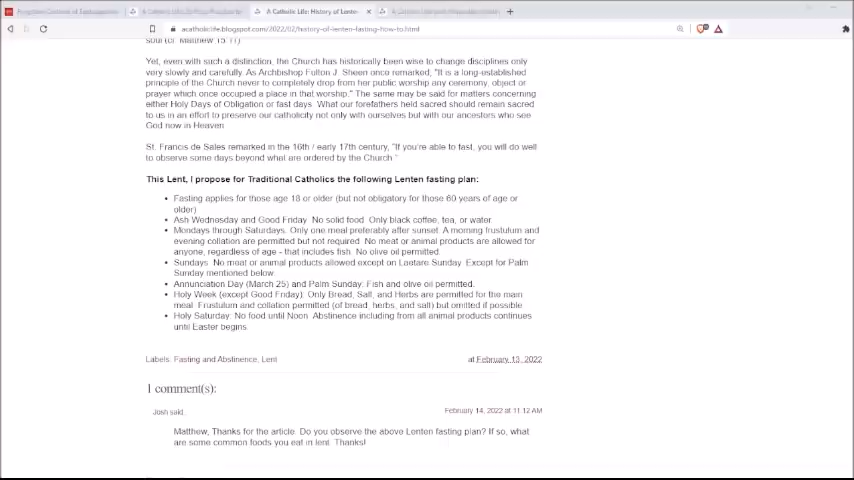 A Catholic Life: History of Lenten
acatholiclife.blogspot.com/2022/02/history-of-lenten-fasting-how-to.html
soul (cf. Matthew 15:11)
Yet, even with such a distinction, the Church has historically been wise to change disciplines only
very slowly and carefully. As Archbishop Fulton J. Sheen once remarked, "It is a long-established
principle of the Church never to completely drop from her public worship any ceremony, object or
prayer which once occupied a place in that worship." The same may be said for matters concerning
either Holy Days of Obligation or fast days. What our forefathers held sacred should remain sacred
to us in an effort to preserve our catholicity not only with ourselves but with our ancestors who see
God now in Heaven.
St. Francis de Sales remarked in the 16th / early 17th century, "If you're able to fast, you will do well
to observe some days beyond what are ordered by the Church."
This Lent, I propose for Traditional Catholics the following Lenten fasting plan:
• Fasting applies for those age 18 or older (but not obligatory for those 60 years of age or
older)
• Ash Wednesday and Good Friday: No solid food. Only black coffee, tea, or water.
• Mondays through Saturdays: Only one meal preferably after sunset. A morning frustulum and
evening collation are permitted but not required. No meat or animal products are allowed for
anyone, regardless of age - that includes fish. No olive oil permitted.
• Sundays: No meat or animal products allowed except on Laetare Sunday. Except for Palm
Sunday mentioned below.
• Annunciation Day (March 25) and Palm Sunday: Fish and olive oil permitted.
• Holy Week (except Good Friday): Only Bread, Salt, and Herbs are permitted for the main
meal. Frustulum and collation permitted (of bread, herbs, and salt) but omitted if possible.
• Holy Saturday: No food until Noon. Abstinence including from all animal products continues
until Easter begins.
Labels: Fasting and Abstinence, Lent
at February 13, 2022
1 comment(s):
Josh said,
February 14, 2022 at 11:12 AM
Matthew, Thanks for the article. Do you observe the above Lenten fasting plan? If so, what
are some common foods you eat in lent. Thanks!